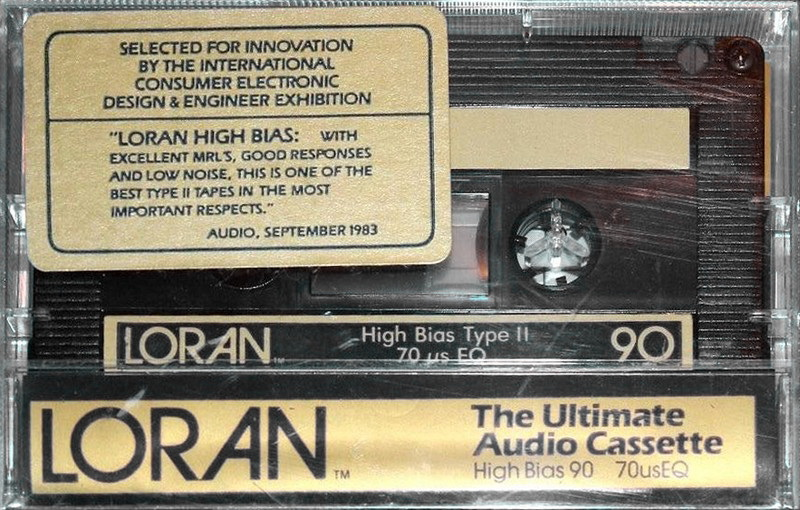 SELECTED FOR INNOVATION
BY THE INTERNATIONAL
CONSUMER ELECTRONIC
DESIGN & ENGINEER EXHIBITION
"LORAN HIGH BIAS: WITH
EXCELLENT MRL'S, GOOD RESPONSES
AND LOW NOISE, THIS IS ONE OF THE
BEST TYPE II TAPES IN THE MOST
IMPORTANT RESPECTS."
AUDIO, SEPTEMBER 1983
LORAN™ High Bias Type II 90
70 µs EQ
LORAN™ The Ultimate
Audio Cassette
High Bias 90 70usEQ